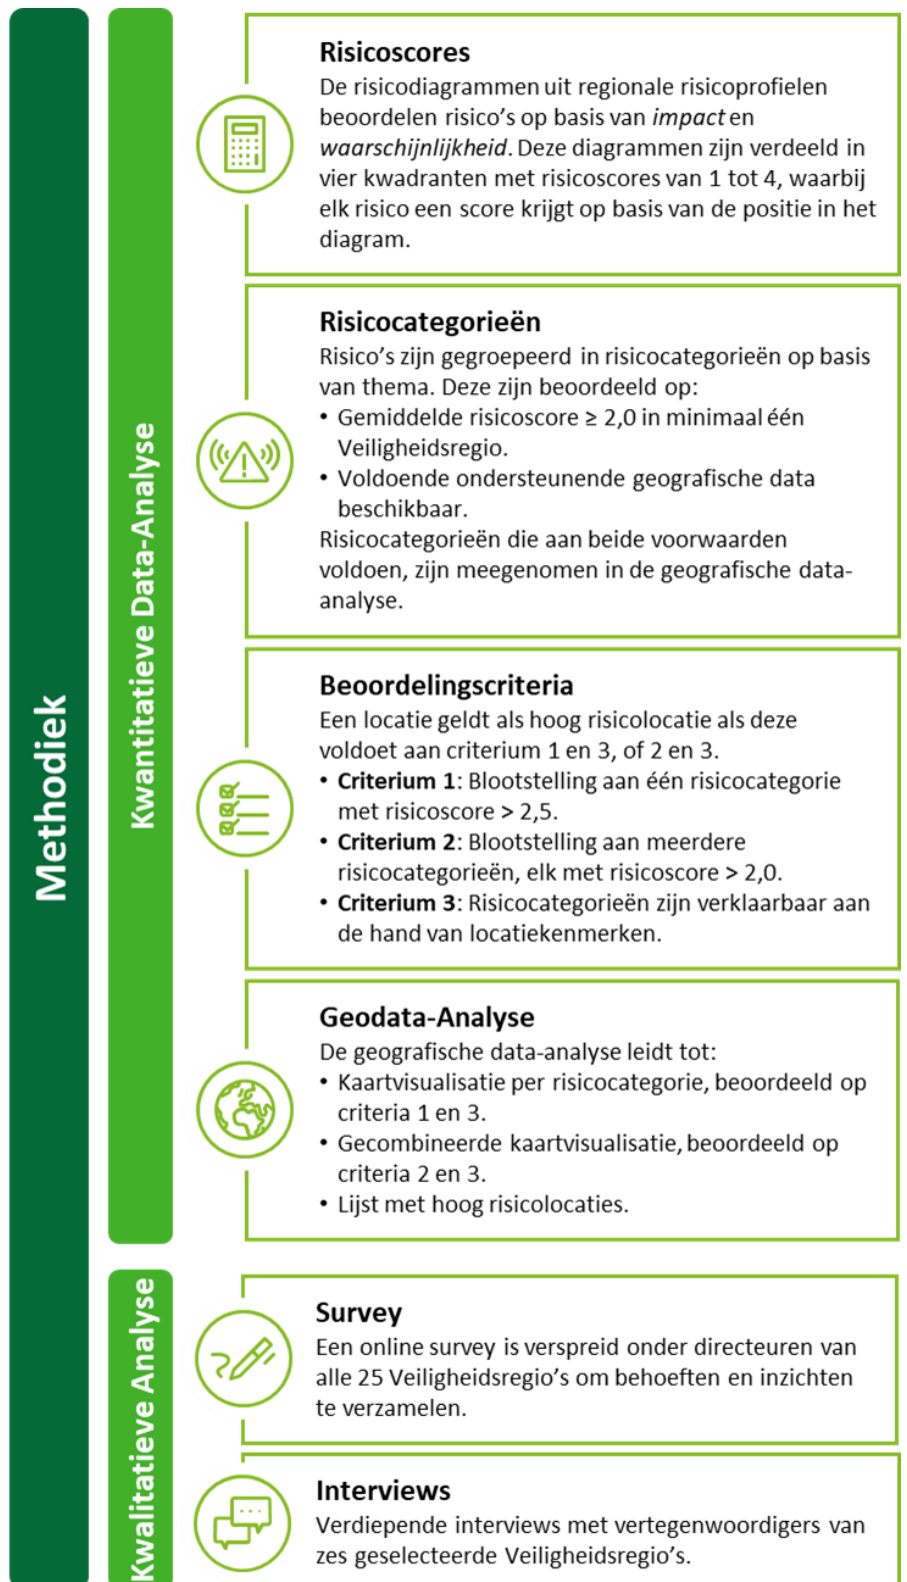 Methodiek
Kwantitatieve Data-Analyse
Risicoscores
De risicodiagrammen uit regionale risicoprofielen
beoordelen risico's op basis van impact en
waarschijnlijkheid. Deze diagrammen zijn verdeeld in
vier kwadranten met risicoscores van 1 tot 4, waarbij
elk risico een score krijgt op basis van de positie in het
diagram.
Risicocategorieën
Risico's zijn gegroepeerd in risicocategorieën op basis
van thema. Deze zijn beoordeeld op:
• Gemiddelde risicoscore ≥ 2,0 in minimaal één
Veiligheidsregio.
• Voldoende ondersteunende geografische data
beschikbaar.
Risicocategorieën die aan beide voorwaarden
voldoen, zijn meegenomen in de geografische data-
analyse.
Beoordelingscriteria
Een locatie geldt als hoog risicolocatie als deze
voldoet aan criterium 1 en 3, of 2 en 3.
• Criterium 1: Blootstelling aan één risicocategorie
met risicoscore > 2,5.
• Criterium 2: Blootstelling aan meerdere
risicocategorieën, elk met risicoscore > 2,0.
• Criterium 3: Risicocategorieën zijn verklaarbaar aan
de hand van locatiekenmerken.
Geodata-Analyse
De geografische data-analyse leidt tot:
• Kaartvisualisatie per risicocategorie, beoordeeld op
criteria 1 en 3.
• Gecombineerde kaartvisualisatie, beoordeeld op
criteria 2 en 3.
• Lijst met hoog risicolocaties.
Kwalitatieve Analyse
Survey
Een online survey is verspreid onder directeuren van
alle 25 Veiligheidsregio's om behoeften en inzichten
te verzamelen.
Interviews
Verdiepende interviews met vertegenwoordigers van
zes geselecteerde Veiligheidsregio's.